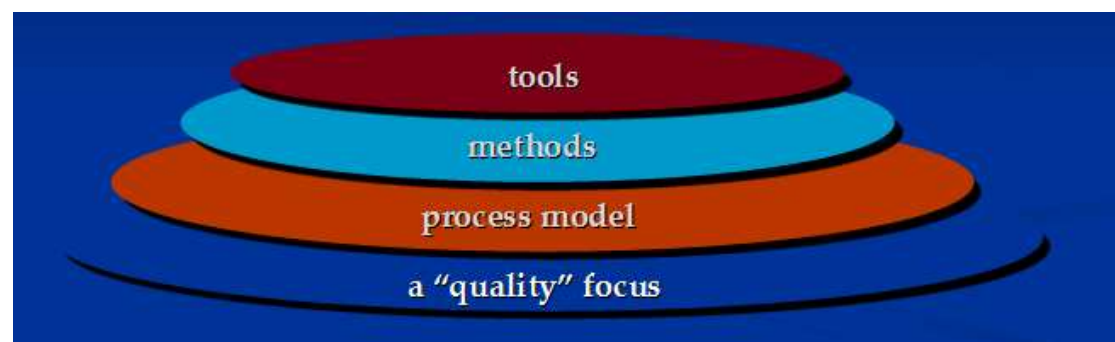 tools
methods
process model
a “quality” focus